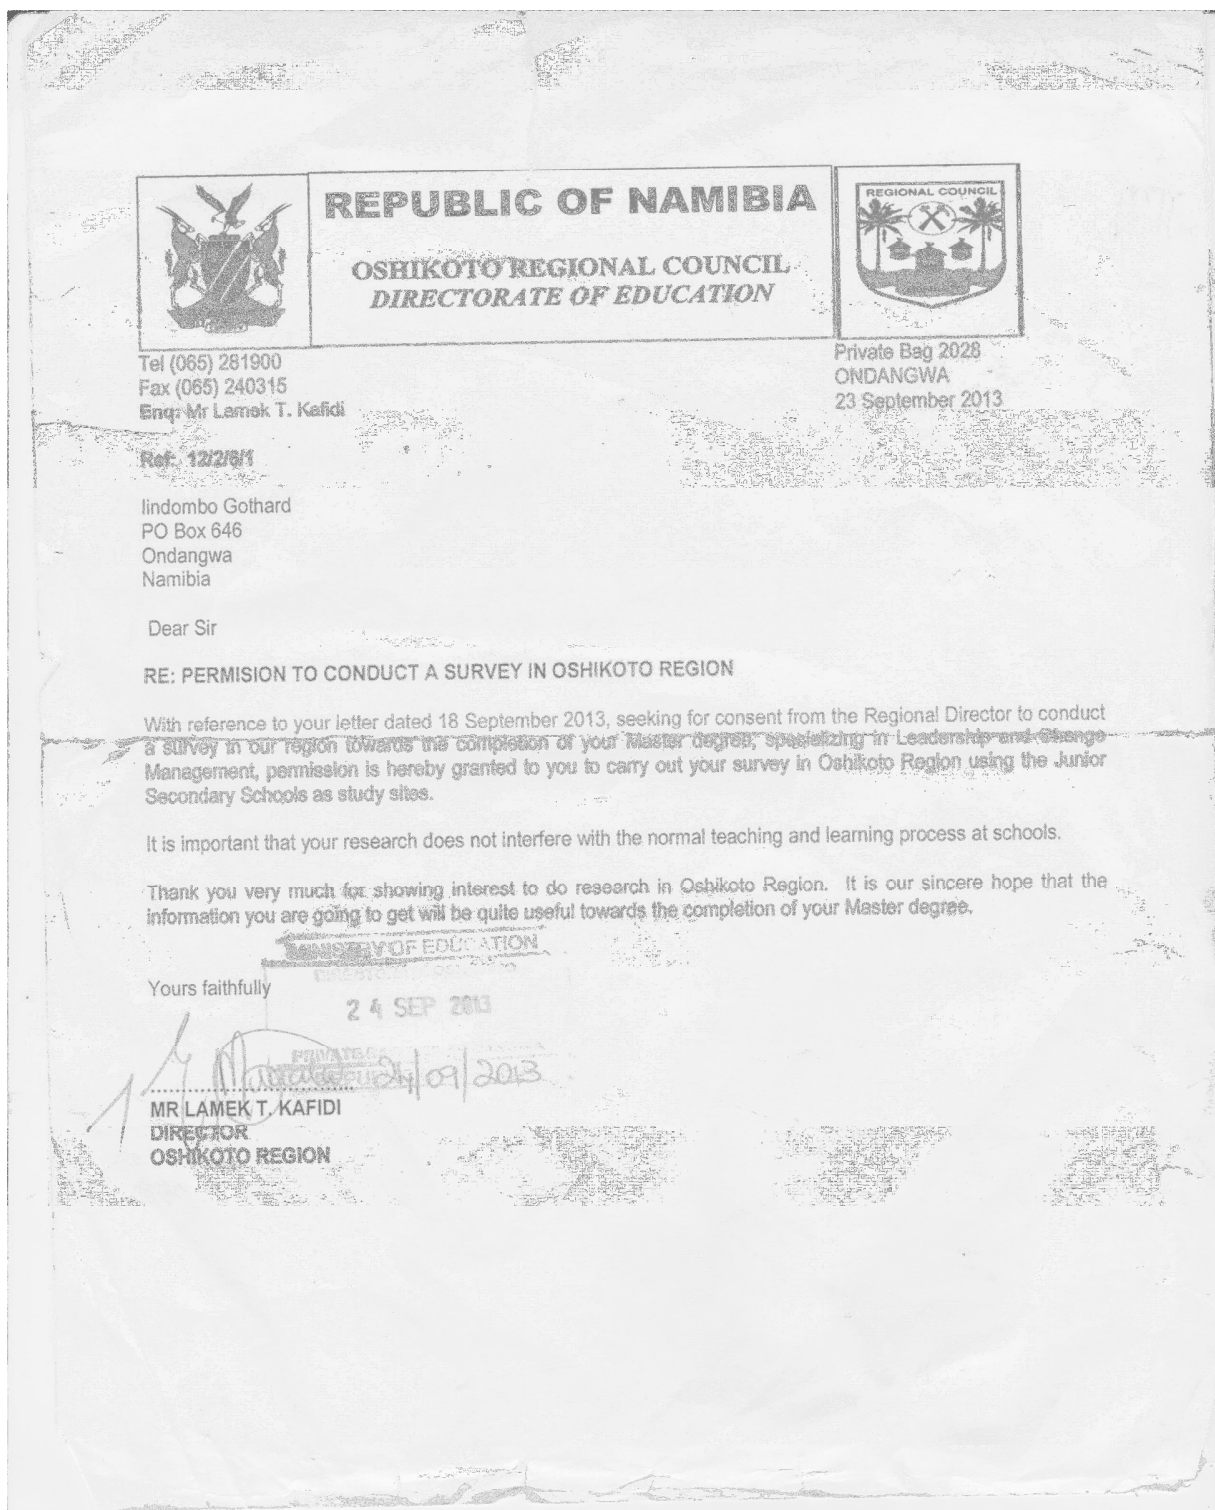 REPUBLIC OF NAMIBIA
OSHIKOTO REGIONAL COUNCIL
DIRECTORATE OF EDUCATION
REGIONAL COUNCIL
Tel (065) 281900
Fax (065) 240315
Enq: Mr Lamek T. Kafidi
Private Bag 2028
ONDANGWA
23 September 2013
Ref: 12/2/6/1
Iindombo Gothard
PO Box 646
Ondangwa
Namibia
Dear Sir
RE: PERMISION TO CONDUCT A SURVEY IN OSHIKOTO REGION
With reference to your letter dated 18 September 2013, seeking for consent from the Regional Director to conduct
a survey in our region towards the completion of your Master degree, specializing in Leadership and Change
Management, permission is hereby granted to you to carry out your survey in Oshikoto Region using the Junior
Secondary Schools as study sites.
It is important that your research does not interfere with the normal teaching and learning process at schools.
Thank you very much for showing interest to do research in Oshikoto Region. It is our sincere hope that the
information you are going to get will be quite useful towards the completion of your Master degree.
MINISTRY OF EDUCATION
Yours faithfully
24 SEP 2013
PRIVATE
24/09/2013
MR LAMEK T. KAFIDI
DIRECTOR
OSHIKOTO REGION